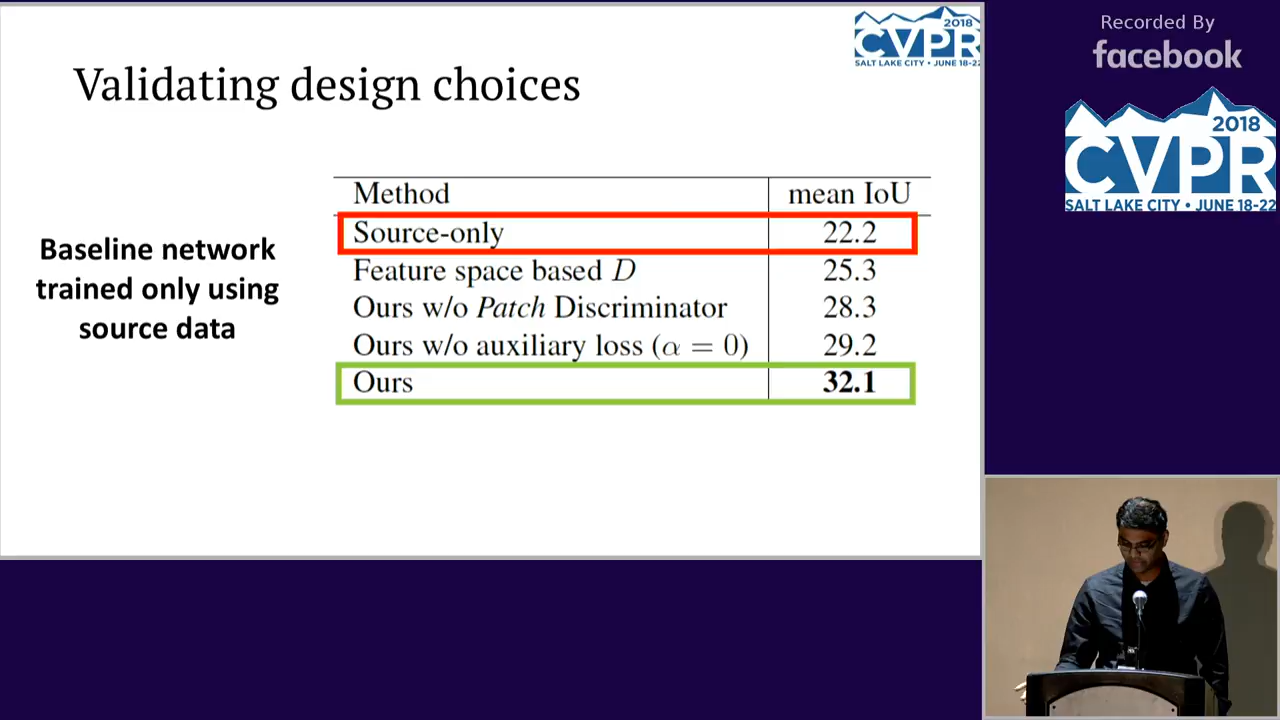 Validating design choices
2018
CVPR
SALT LAKE CITY • JUNE 18-22
Recorded By
facebook
2018
CVPR
SALT LAKE CITY • JUNE 18-22
Baseline network
trained only using
source data
Method mean IoU
Source-only 22.2
Feature space based D 25.3
Ours w/o Patch Discriminator 28.3
Ours w/o auxiliary loss (α = 0) 29.2
Ours 32.1